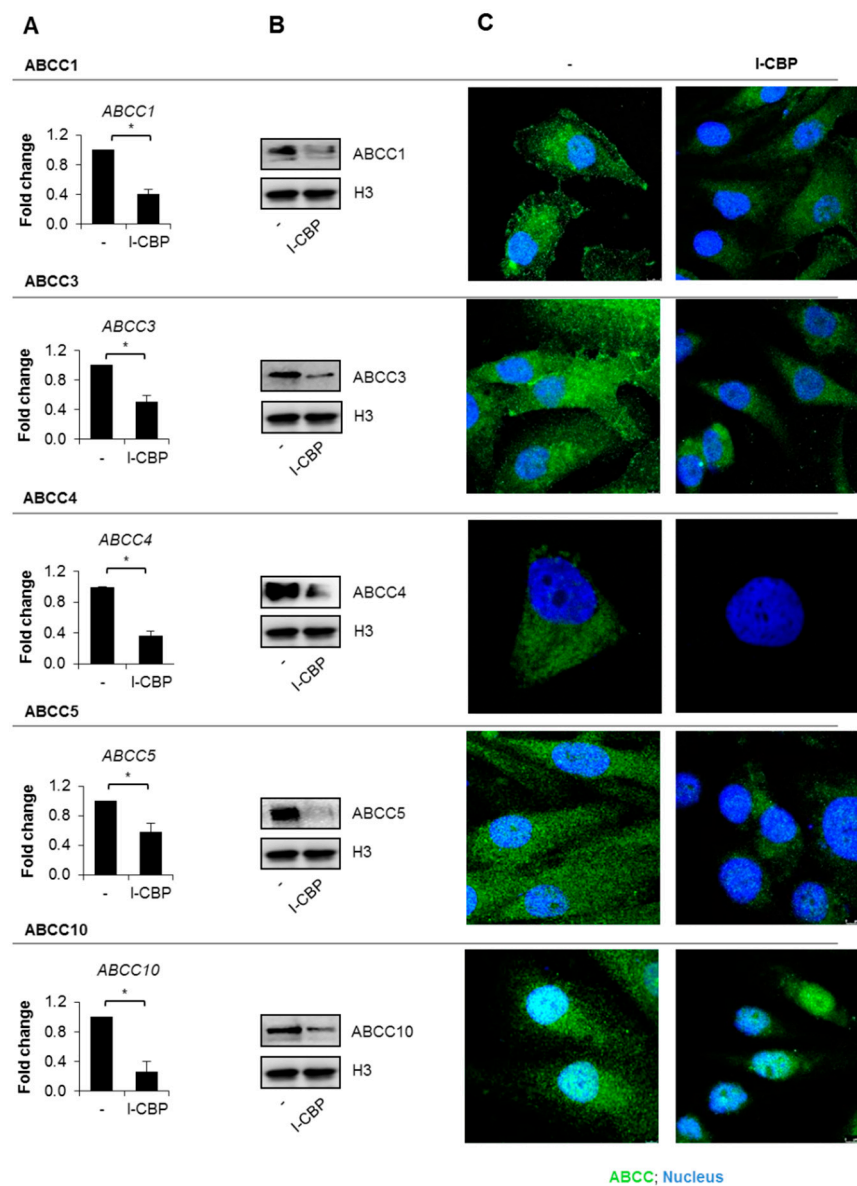 A B C
ABCC1 - I-CBP
ABCC1
*
Fold change
1.2
0.8
0.4
0.0
- I-CBP
ABCC1
H3
- I-CBP
ABCC3
ABCC3
*
Fold change
1.2
0.8
0.4
0.0
- I-CBP
ABCC3
H3
- I-CBP
ABCC4
ABCC4
*
Fold change
1.2
0.8
0.4
0.0
- I-CBP
ABCC4
H3
- I-CBP
ABCC5
ABCC5
*
Fold change
1.2
0.8
0.4
0.0
- I-CBP
ABCC5
H3
- I-CBP
ABCC10
ABCC10
*
Fold change
1.2
0.8
0.4
0.0
- I-CBP
ABCC10
H3
- I-CBP
ABCC; Nucleus